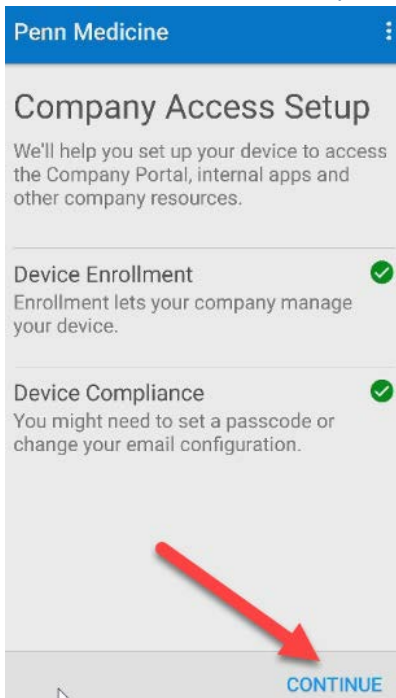 Penn Medicine
Company Access Setup
We'll help you set up your device to access
the Company Portal, internal apps and
other company resources.
Device Enrollment
Enrollment lets your company manage
your device.
Device Compliance
You might need to set a passcode or
change your email configuration.
CONTINUE